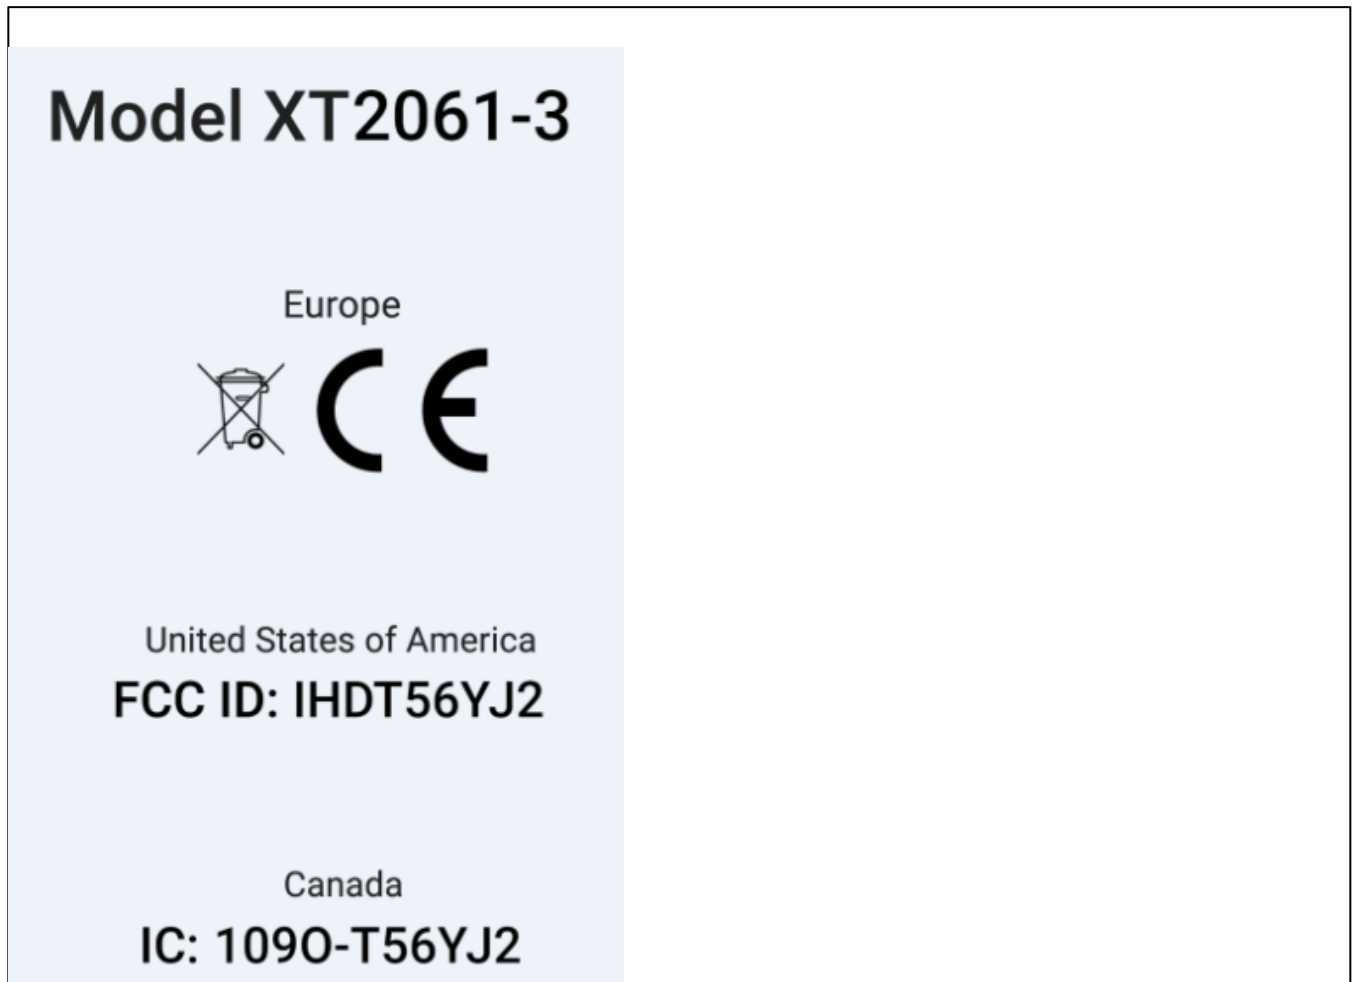 Model XT2061-3
Europe
CE
United States of America
FCC ID: IHDT56YJ2
Canada
IC: 109O-T56YJ2